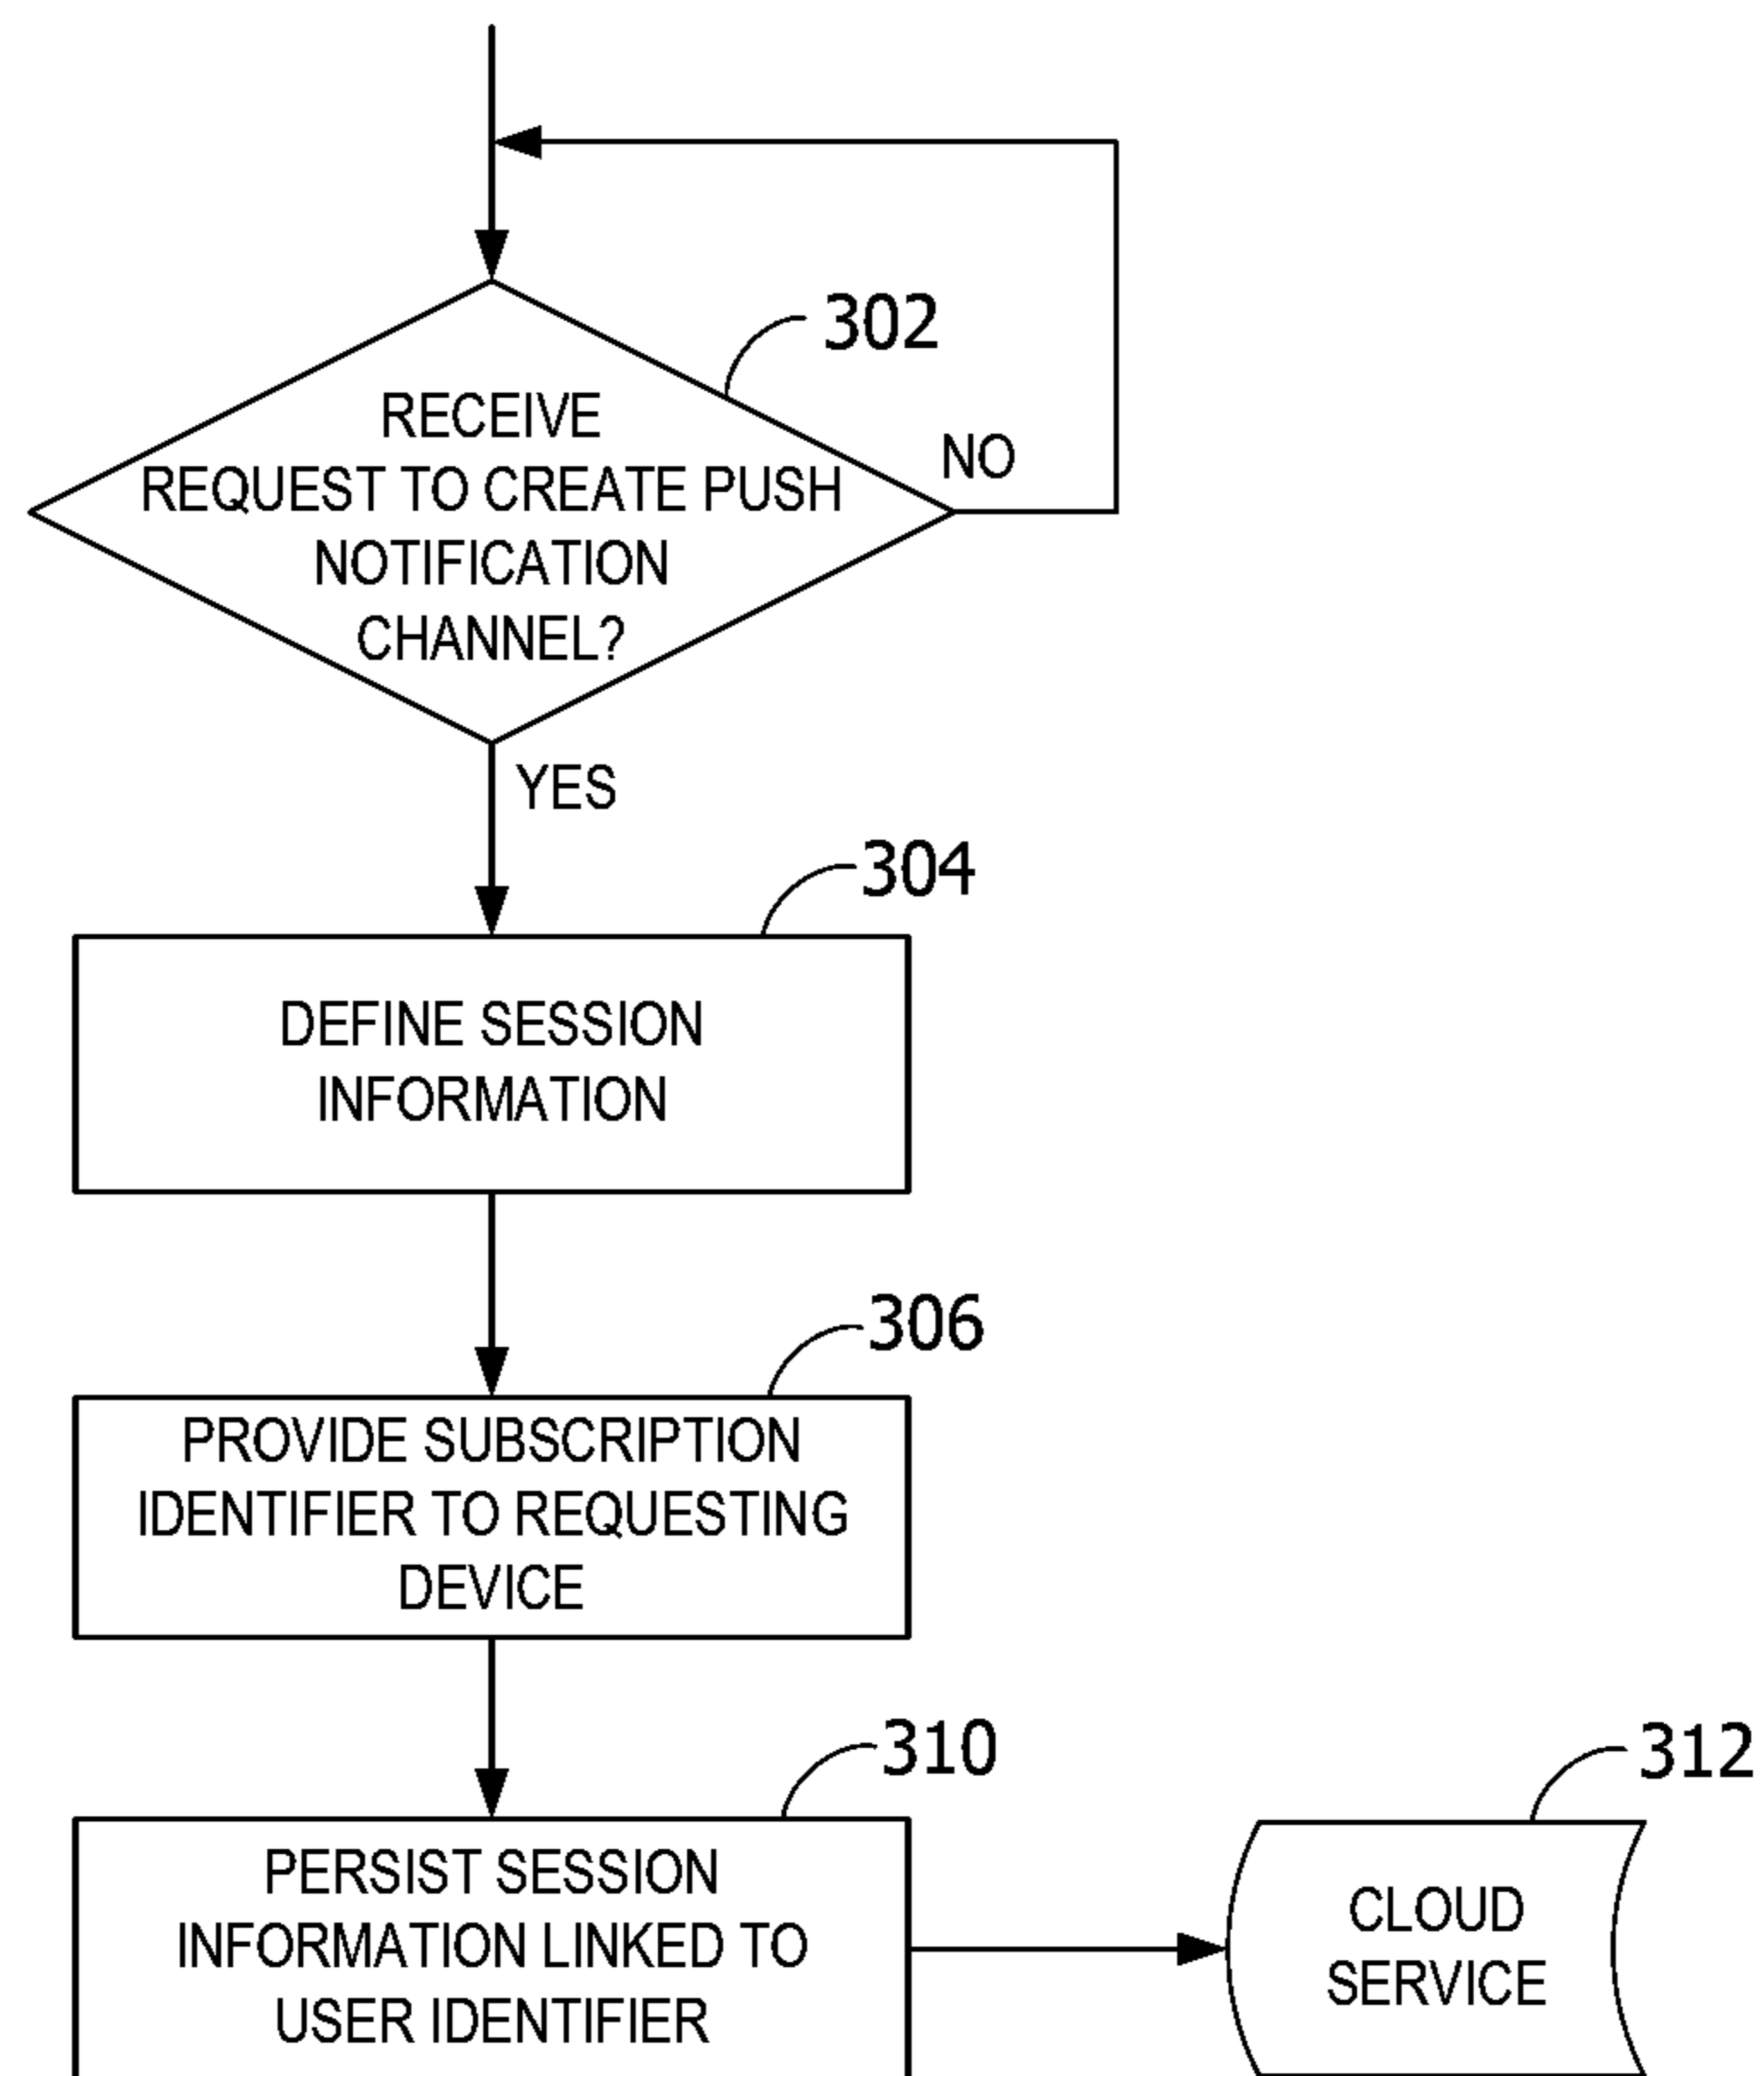 302
RECEIVE
REQUEST TO CREATE PUSH
NOTIFICATION
CHANNEL?
NO
YES
304
DEFINE SESSION
INFORMATION
306
PROVIDE SUBSCRIPTION
IDENTIFIER TO REQUESTING
DEVICE
310
PERSIST SESSION
INFORMATION LINKED TO
USER IDENTIFIER
312
CLOUD
SERVICE